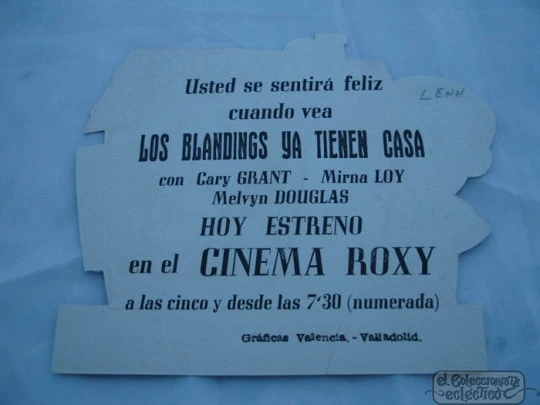 Usted se sentirá feliz
LENN
cuando vea
LOS BLANDINGS YA TIENEN CASA
con Cary GRANT - Mirna LOY
Melvyn DOUGLAS
HOY ESTRENO
en el CINEMA ROXY
a las cinco y desde las 7'30 (numerada)
Gráficas Valencia.-Valladolid.
el Coleccionista
ecléctico